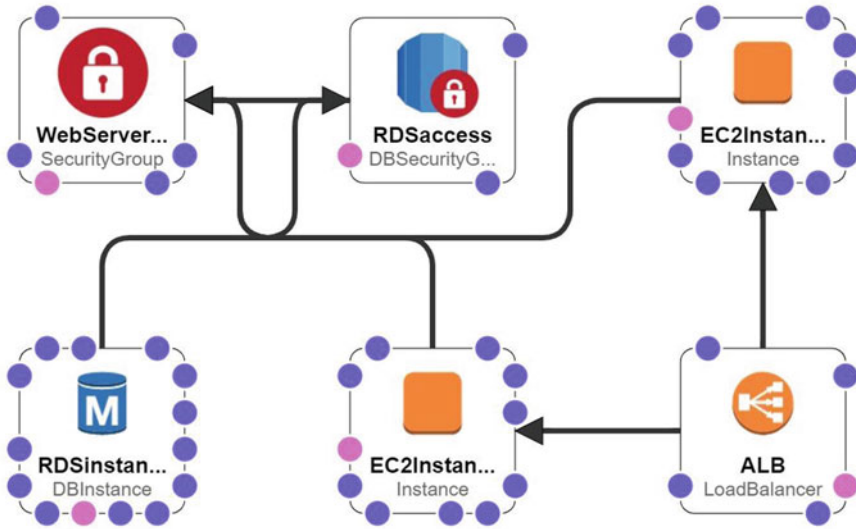 WebServer...
SecurityGroup
RDSaccess
DBSecurityG...
EC2Instan...
Instance
M
RDSinstan...
DBInstance
EC2Instan...
Instance
ALB
LoadBalancer